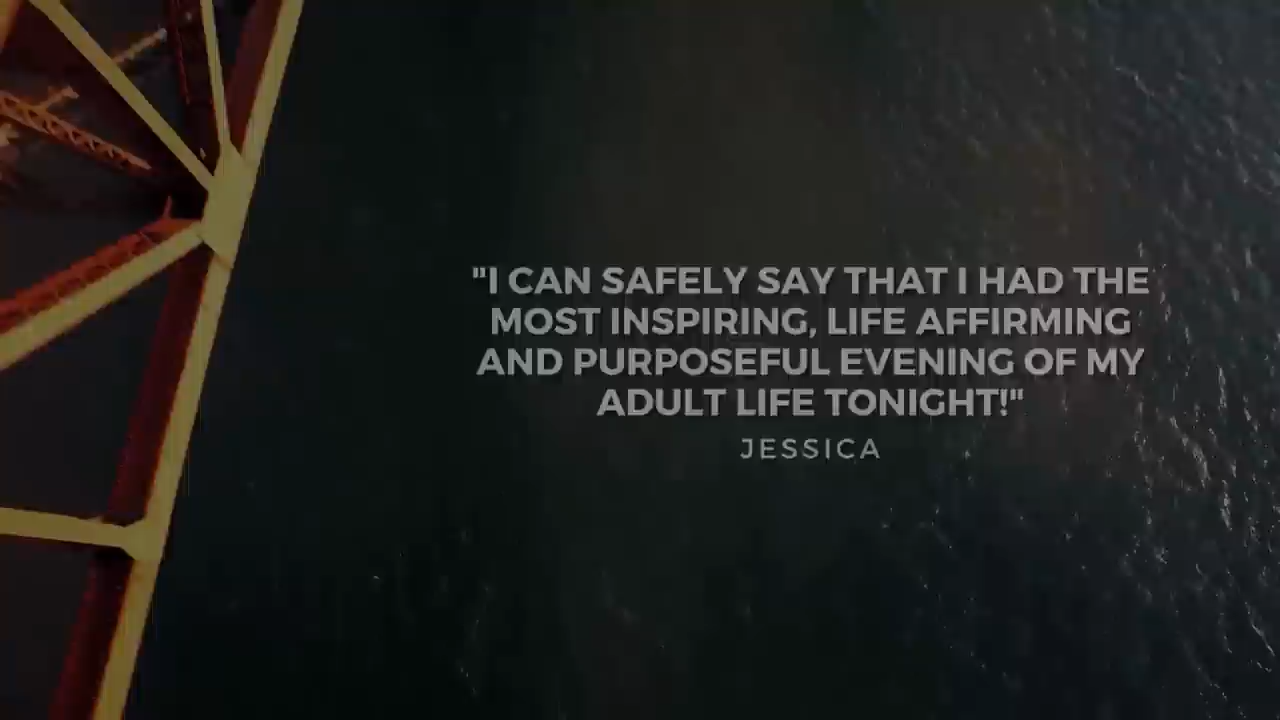 "I CAN SAFELY SAY THAT I HAD THE
MOST INSPIRING, LIFE AFFIRMING
AND PURPOSEFUL EVENING OF MY
ADULT LIFE TONIGHT!"
JESSICA